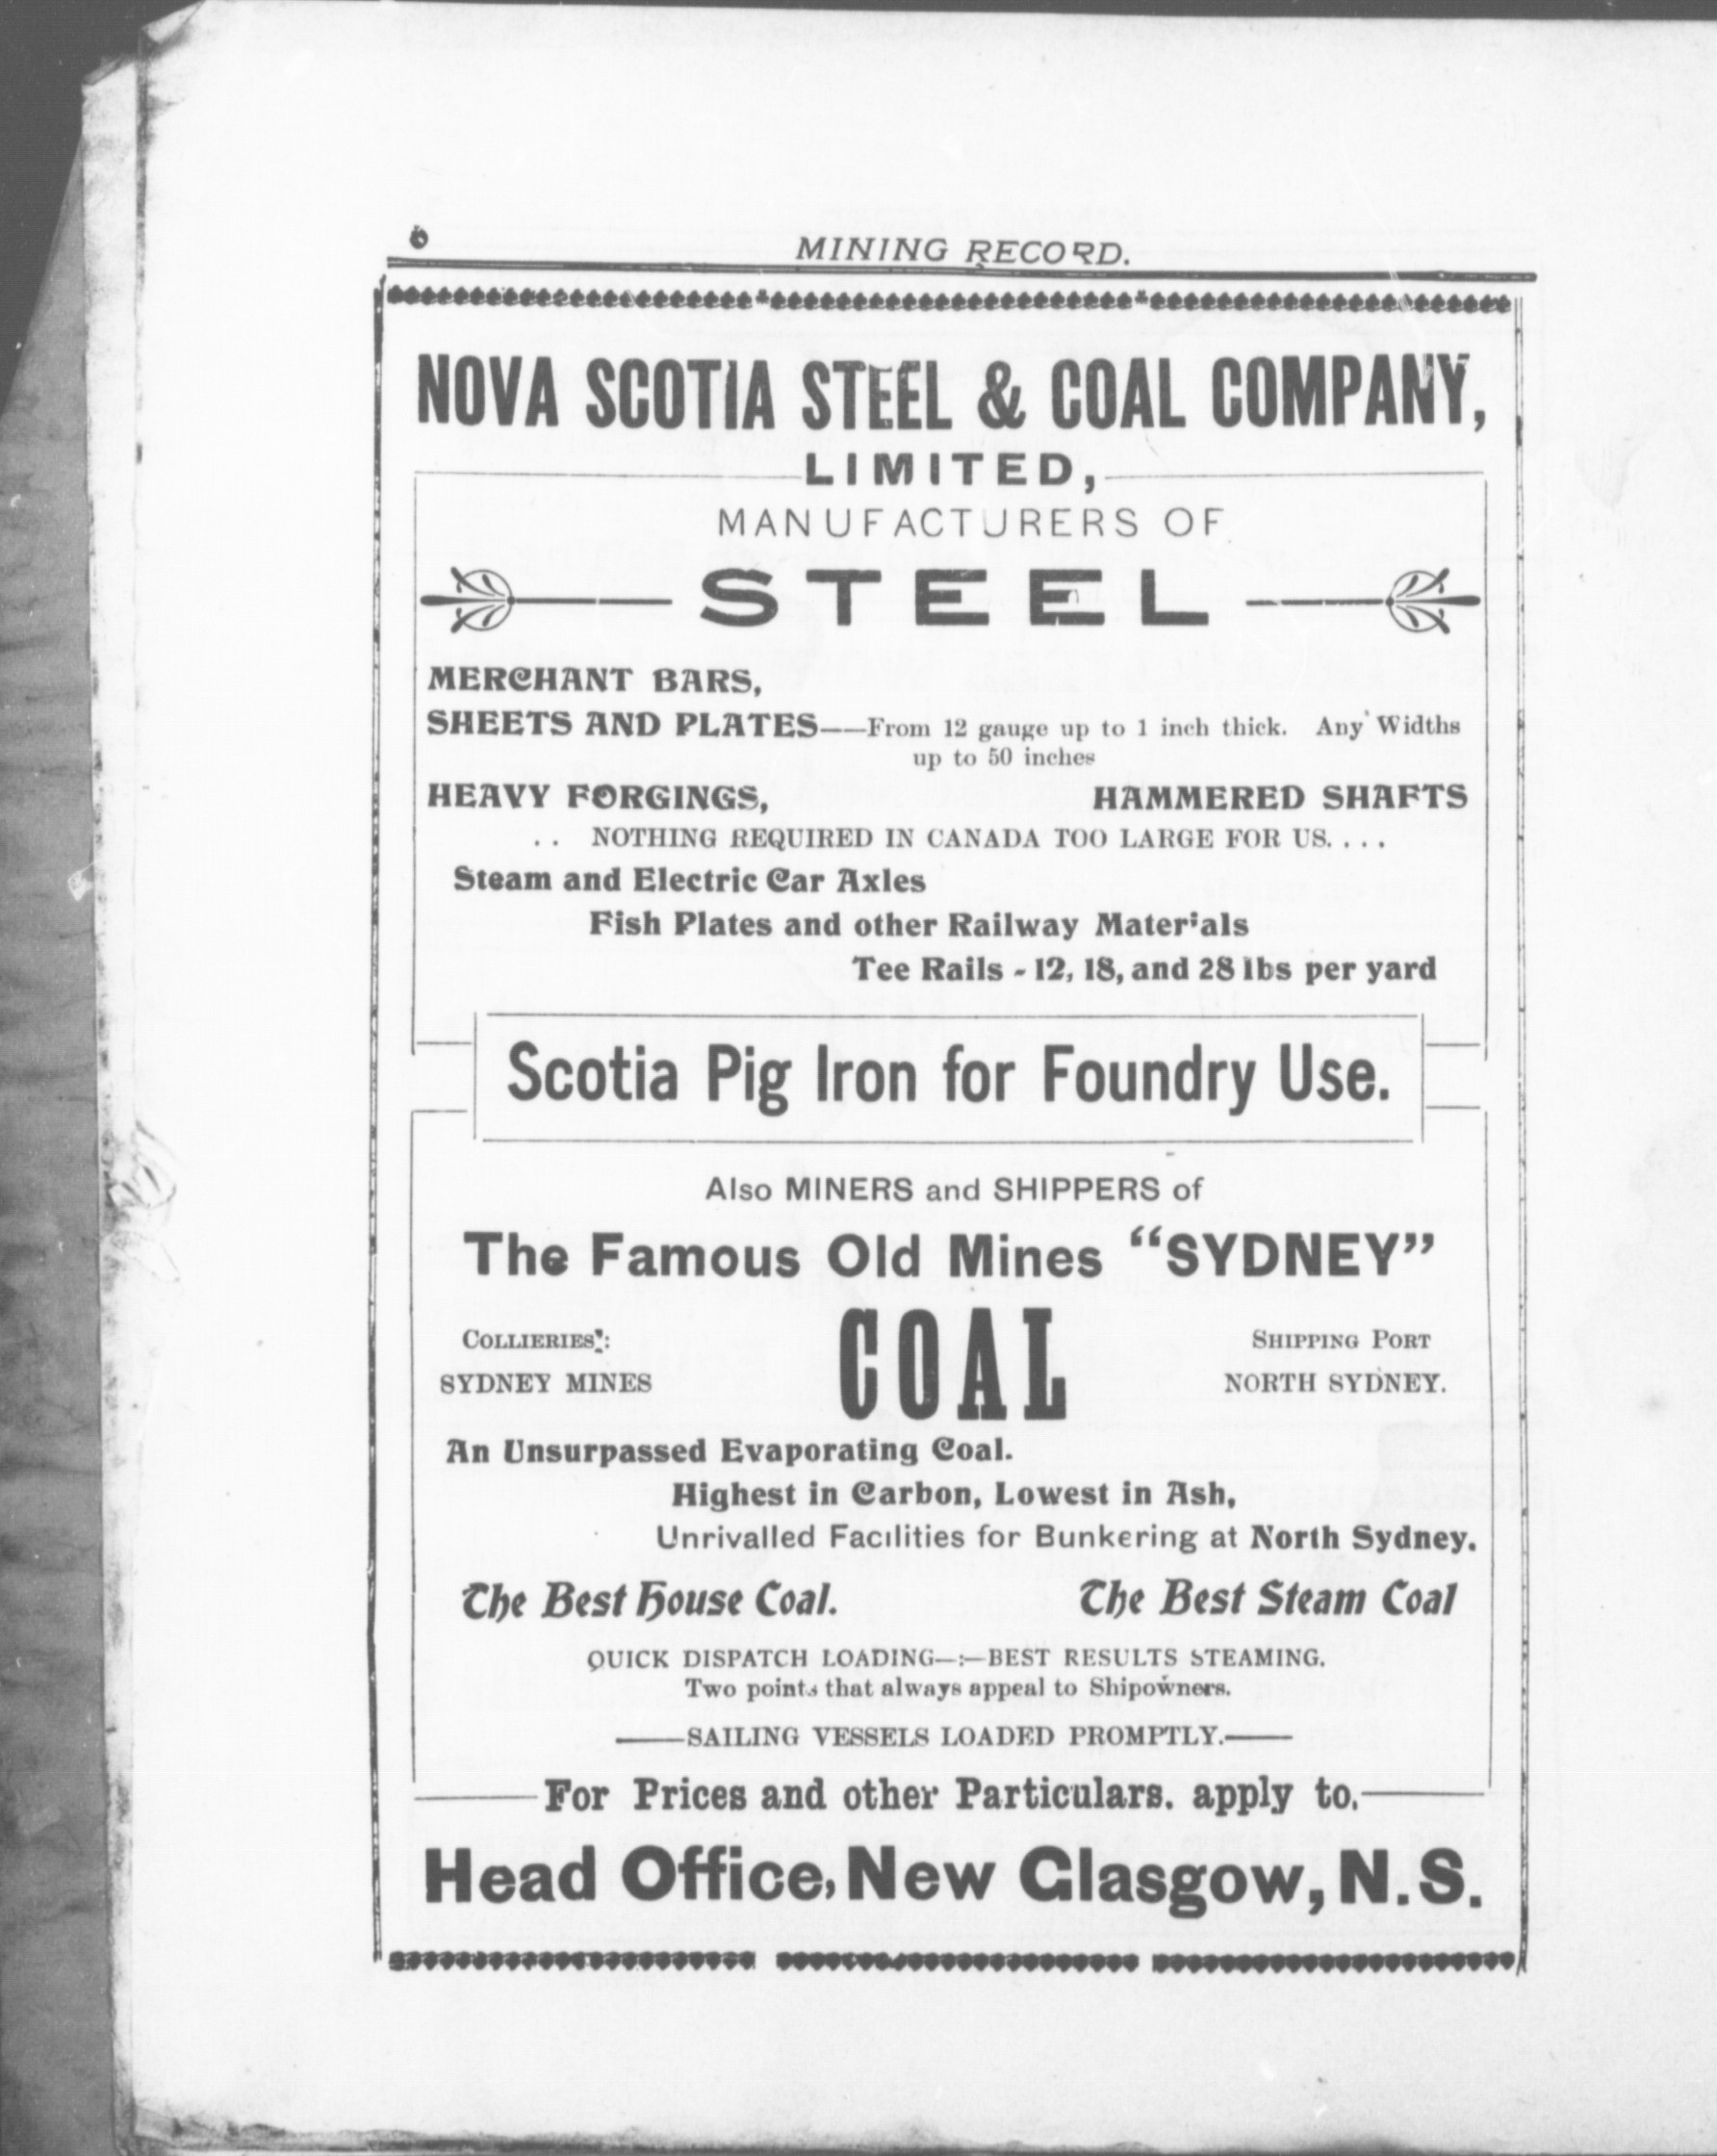 6
MINING RECORD.
NOVA SCOTIA STEEL & COAL COMPANY,
LIMITED,
MANUFACTURERS OF
STEEL
MERCHANT BARS,
SHEETS AND PLATES——From 12 gauge up to 1 inch thick. Any Widths
up to 50 inches
HEAVY FORGINGS, HAMMERED SHAFTS
. . NOTHING REQUIRED IN CANADA TOO LARGE FOR US. . . .
Steam and Electric Car Axles
Fish Plates and other Railway Materials
Tee Rails - 12, 18, and 28 lbs per yard
Scotia Pig Iron for Foundry Use.
Also MINERS and SHIPPERS of
The Famous Old Mines “SYDNEY”
COAL
COLLIERIES: SHIPPING PORT
SYDNEY MINES NORTH SYDNEY.
An Unsurpassed Evaporating Coal.
Highest in Carbon, Lowest in Ash,
Unrivalled Facilities for Bunkering at North Sydney.
The Best House Coal. The Best Steam Coal
QUICK DISPATCH LOADING—:—BEST RESULTS STEAMING.
Two points that always appeal to Shipowners.
——SAILING VESSELS LOADED PROMPTLY.——
For Prices and other Particulars. apply to.
Head Office, New Glasgow, N.S.